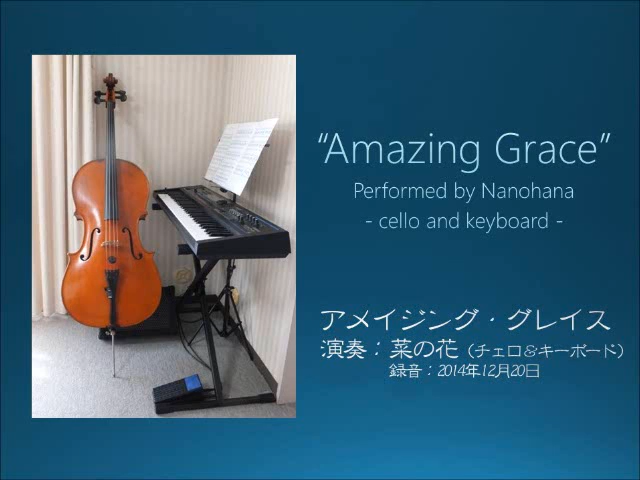 “Amazing Grace”
Performed by Nanohana
- cello and keyboard -
アメイジング・グレイス
演奏：菜の花（チェロ＆キーボード）
録音：2014年12月20日